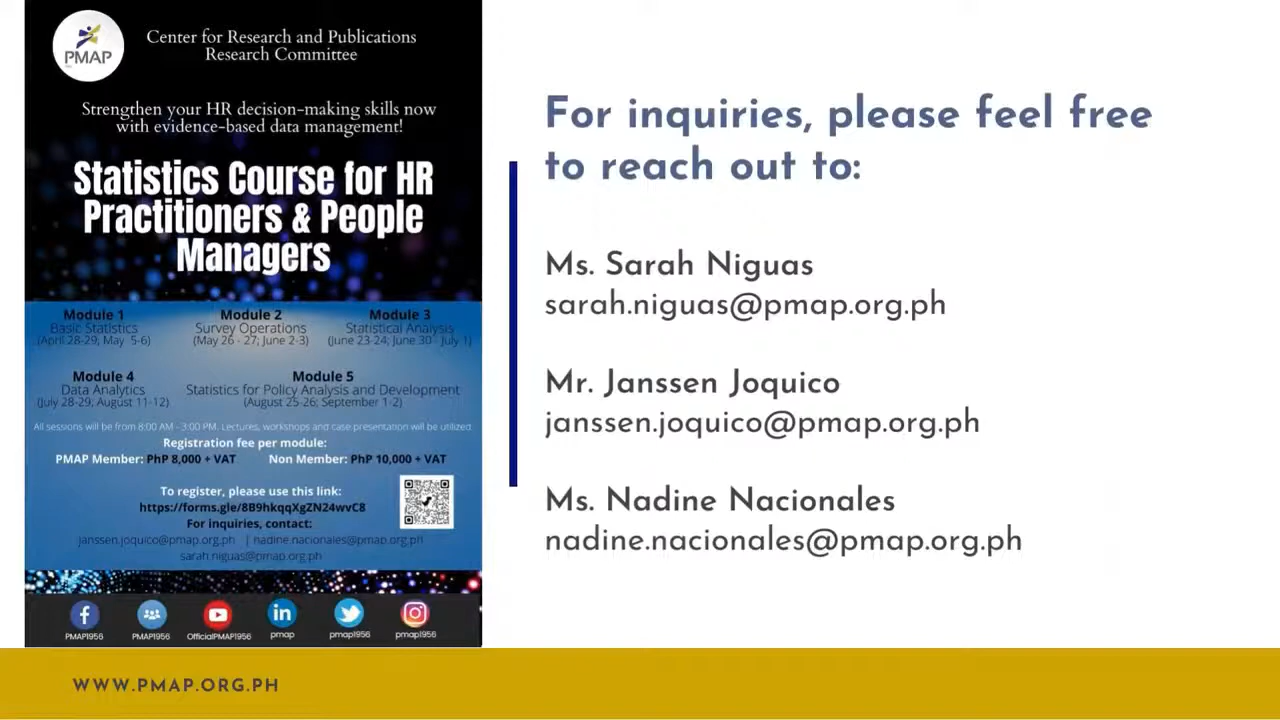 PMAP
Center for Research and Publications
Research Committee
Strengthen your HR decision-making skills now
with evidence-based data management!
Statistics Course for HR
Practitioners & People
Managers
Module 1
Basic Statistics
(April 28-29; May 5-6)
Module 2
Survey Operations
(May 26 - 27; June 2-3)
Module 3
Statistical Analysis
(June 23-24; June 30 - July 1)
Module 4
Data Analytics
(July 28-29; August 11-12)
Module 5
Statistics for Policy Analysis and Development
(August 25-26; September 1-2)
All sessions will be from 8:00 AM - 3:00 PM. Lectures, workshops and case presentation will be utilized.
Registration fee per module:
PMAP Member: PhP 8,000 + VAT Non Member: PhP 10,000 + VAT
To register, please use this link:
https://forms.gle/8B9hkqqXgZN24wvC8
For inquiries, contact:
janssen.joquico@pmap.org.ph | nadine.nacionales@pmap.org.ph
sarah.niguas@pmap.org.ph
PMAP1956 PMAP1956 OfficialPMAP1956 pmap pmap1956 pmap1956
For inquiries, please feel free
to reach out to:
Ms. Sarah Niguas
sarah.niguas@pmap.org.ph
Mr. Janssen Joquico
janssen.joquico@pmap.org.ph
Ms. Nadine Nacionales
nadine.nacionales@pmap.org.ph
WWW.PMAP.ORG.PH